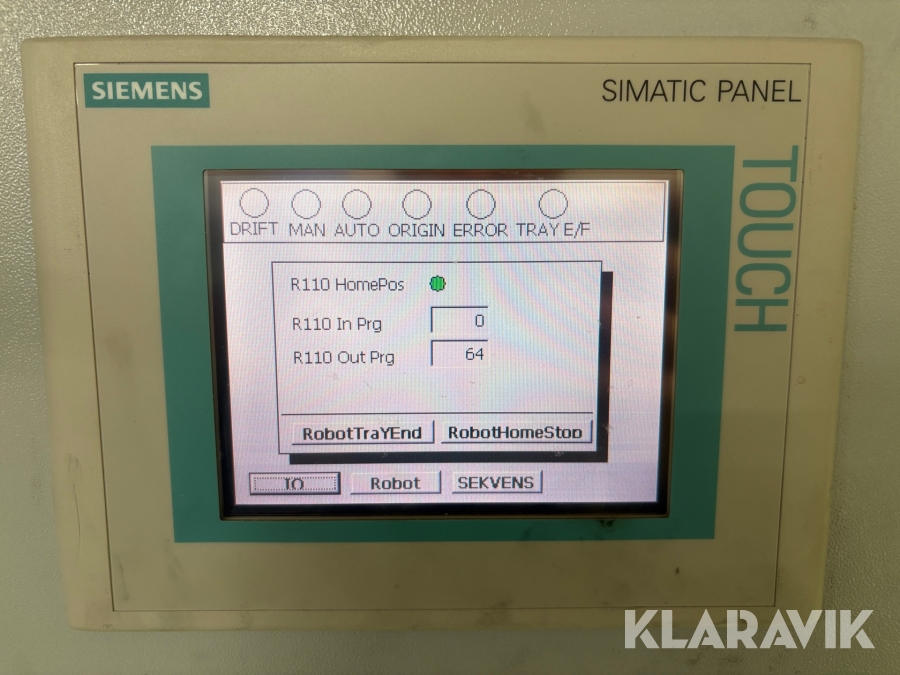 SIEMENS
SIMATIC PANEL
TOUCH
DRIFT MAN AUTO ORIGIN ERROR TRAY E/F
R110 HomePos
R110 In Prg 0
R110 Out Prg 64
RobotTraYEnd RobotHomeStop
IO Robot SEKVENS
KLARAVIK